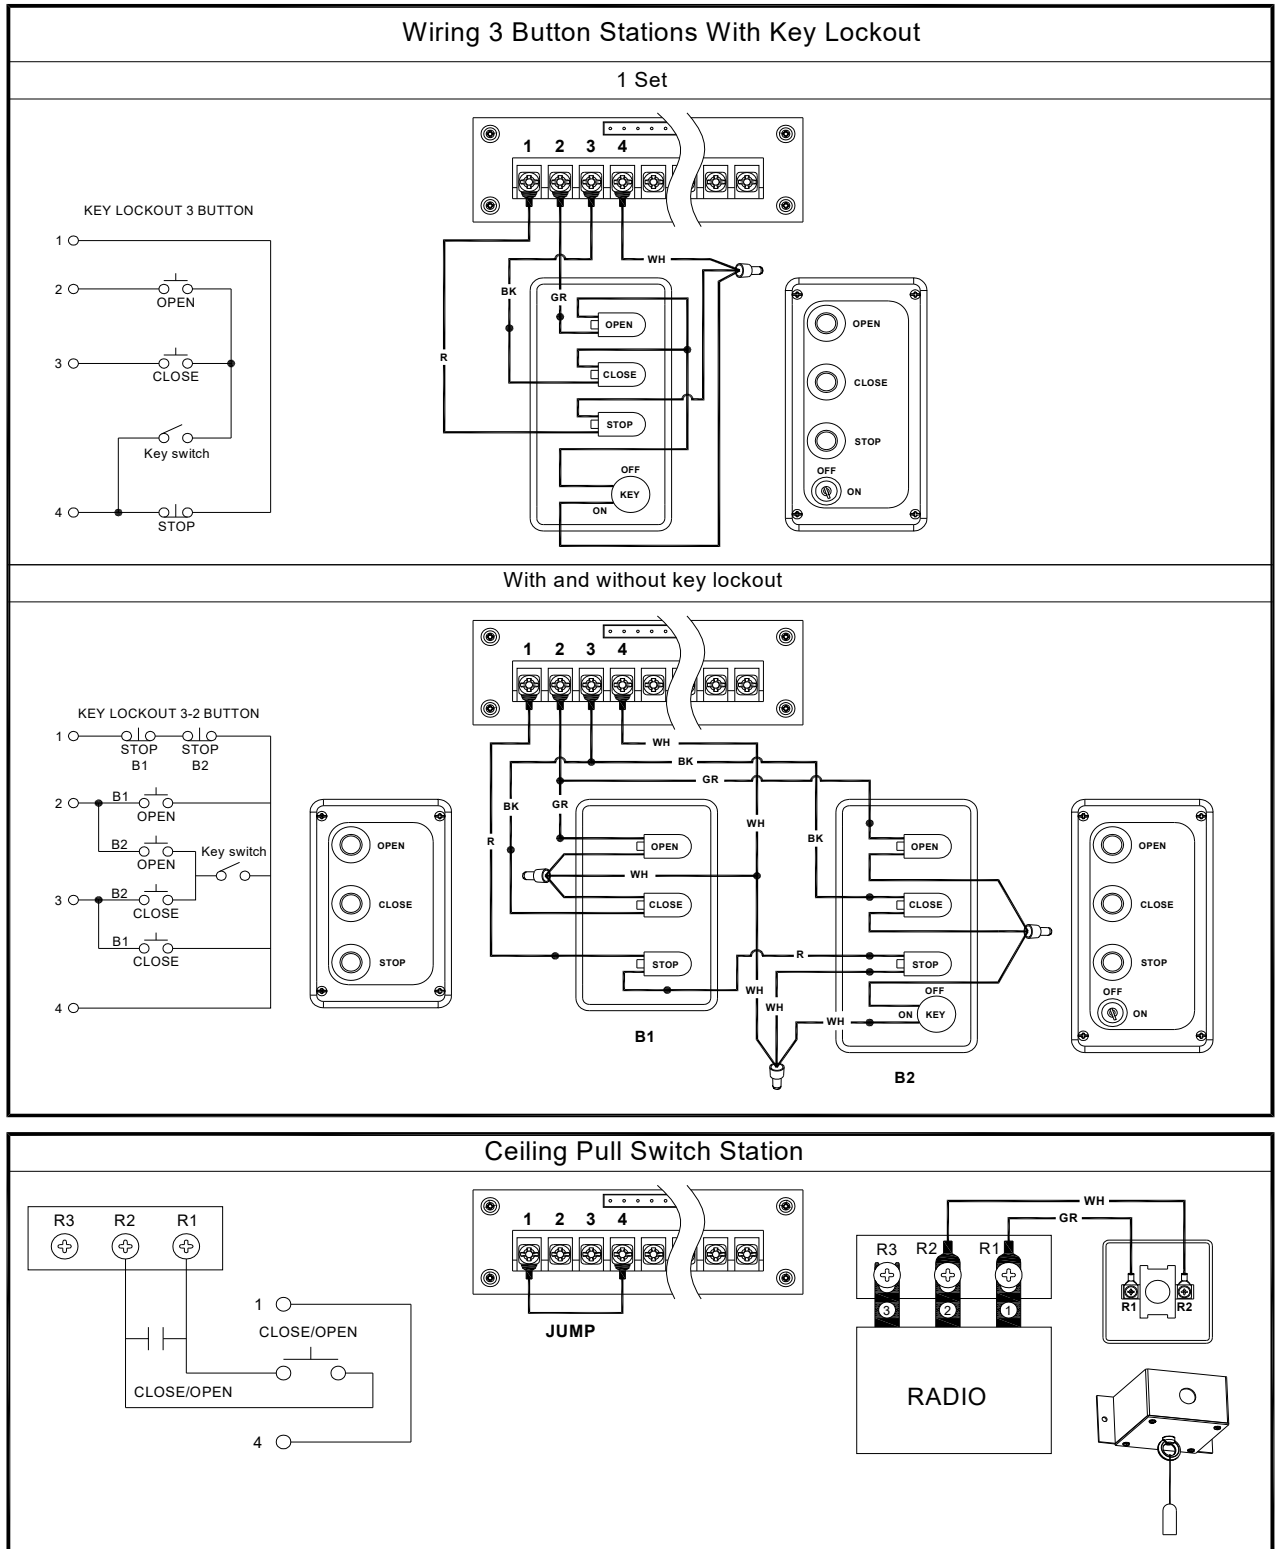 Wiring 3 Button Stations With Key Lockout
1 Set
1 2 3 4
KEY LOCKOUT 3 BUTTON
1
2
OPEN
3
CLOSE
Key switch
4
STOP
WH
BK
GR
R
OPEN
CLOSE
STOP
OFF
KEY
ON
OPEN
CLOSE
STOP
OFF
ON
With and without key lockout
1 2 3 4
KEY LOCKOUT 3-2 BUTTON
1
STOP STOP
B1 B2
2 B1
OPEN
B2 Key switch
OPEN
3 B2
CLOSE
B1
CLOSE
4
OPEN
CLOSE
STOP
WH
BK
GR
BK
GR
R
WH
BK
OPEN
WH
CLOSE
STOP
B1
R
WH
WH
WH
OPEN
CLOSE
STOP
OFF
ON KEY
B2
OPEN
CLOSE
STOP
OFF
ON
Ceiling Pull Switch Station
R3 R2 R1
1
CLOSE/OPEN
CLOSE/OPEN
4
1 2 3 4
JUMP
WH
GR
R3 R2 R1
3 2 1
RADIO
R1 R2